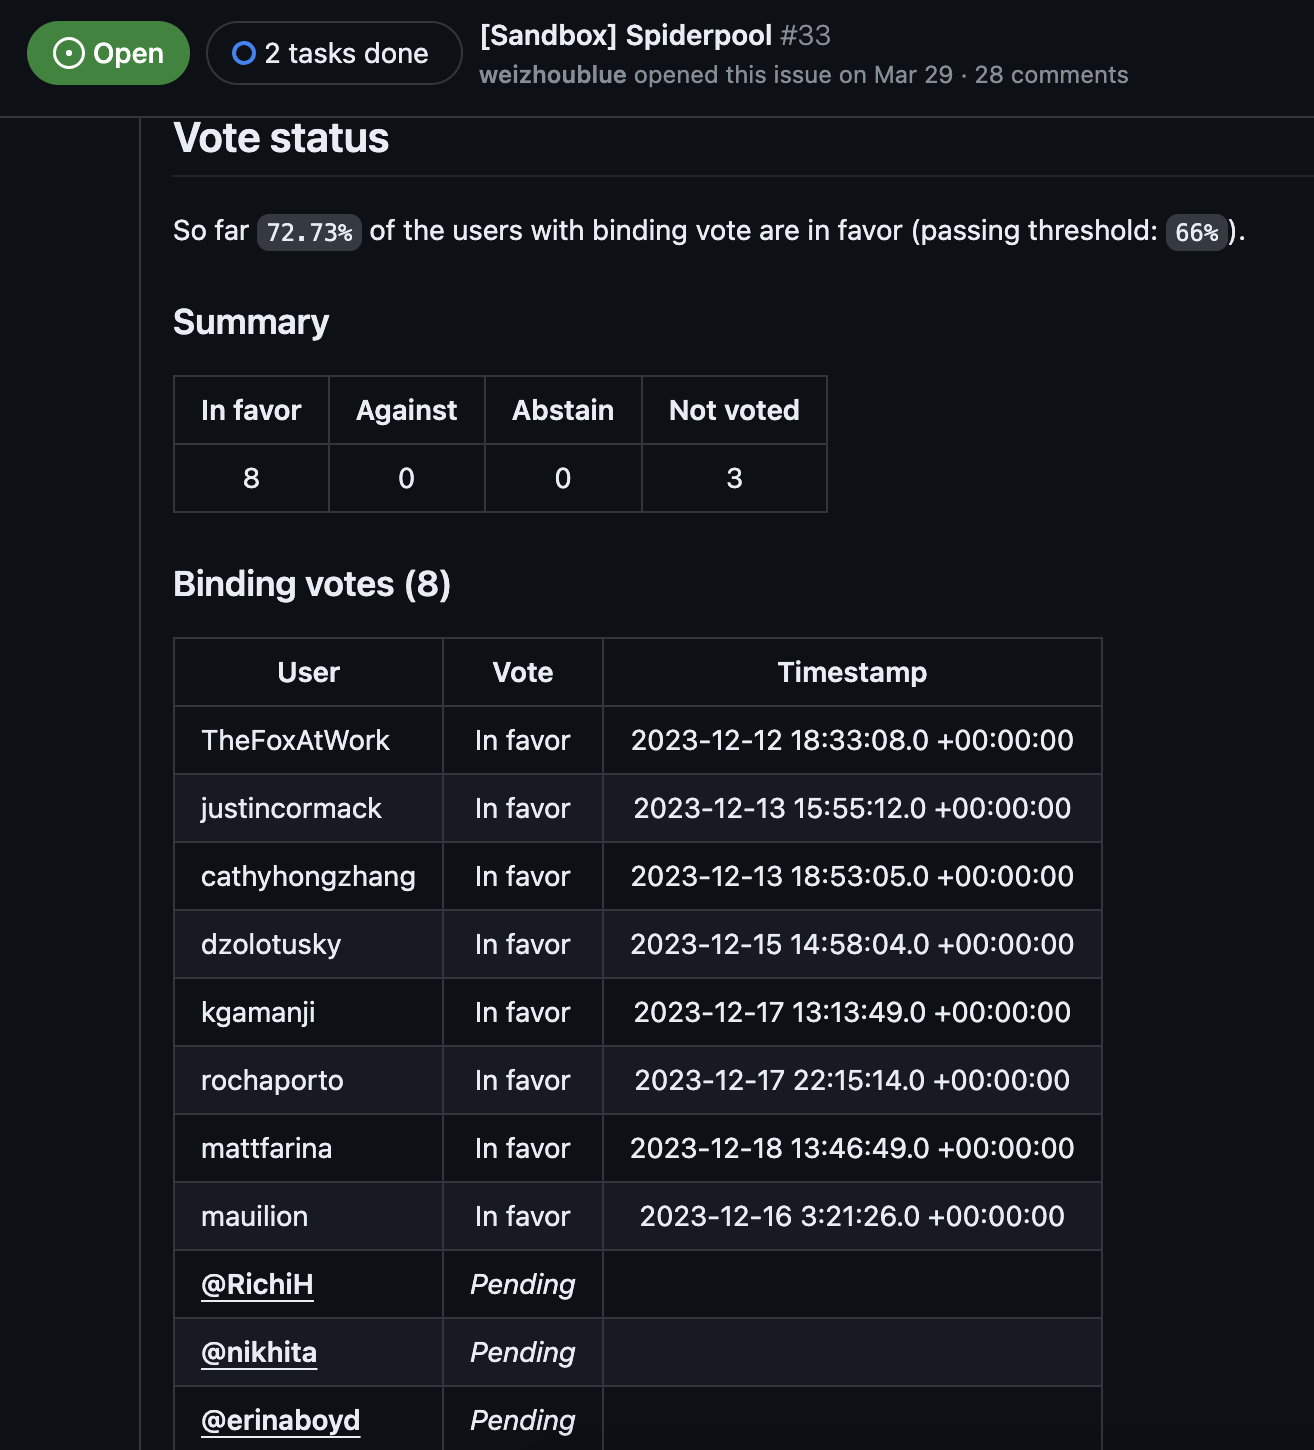 Open
2 tasks done
[Sandbox] Spiderpool #33
weizhoublue opened this issue on Mar 29 · 28 comments
Vote status
So far 72.73% of the users with binding vote are in favor (passing threshold: 66%).
Summary
In favor Against Abstain Not voted
8 0 0 3
Binding votes (8)
User Vote Timestamp
TheFoxAtWork In favor 2023-12-12 18:33:08.0 +00:00:00
justincormack In favor 2023-12-13 15:55:12.0 +00:00:00
cathyhongzhang In favor 2023-12-13 18:53:05.0 +00:00:00
dzolotusky In favor 2023-12-15 14:58:04.0 +00:00:00
kgamanji In favor 2023-12-17 13:13:49.0 +00:00:00
rochaporto In favor 2023-12-17 22:15:14.0 +00:00:00
mattfarina In favor 2023-12-18 13:46:49.0 +00:00:00
mauilion In favor 2023-12-16 3:21:26.0 +00:00:00
@RichiH Pending
@nikhita Pending
@erinaboyd Pending